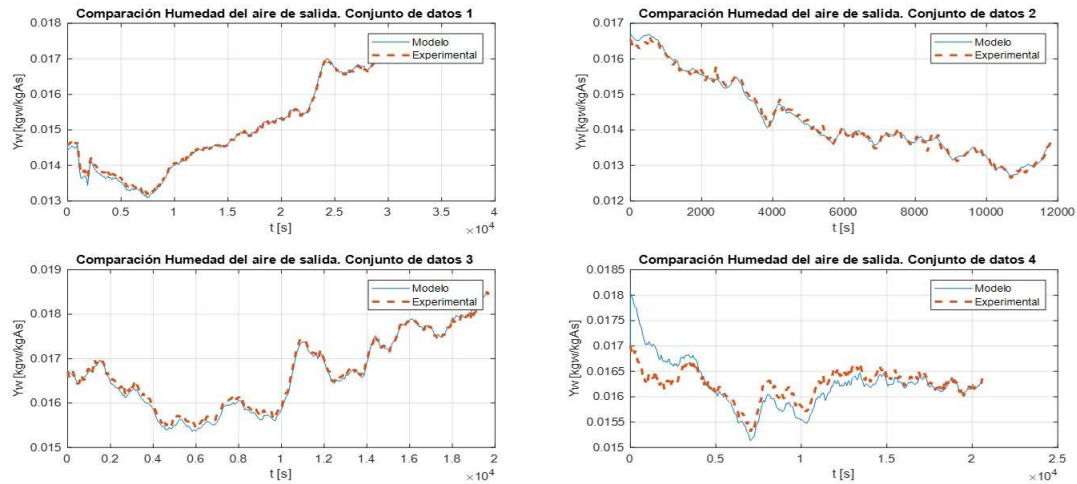 Comparación Humedad del aire de salida. Conjunto de datos 1
0.018
0.017
0.016
0.015
0.014
0.013
Yw [kgw/kgAs]
Modelo
Experimental
0 0.5 1 1.5 2 2.5 3 3.5 4
t [s]
×10⁴
Comparación Humedad del aire de salida. Conjunto de datos 2
0.017
0.016
0.015
0.014
0.013
0.012
Yw [kgw/kgAs]
Modelo
Experimental
0 2000 4000 6000 8000 10000 12000
t [s]
Comparación Humedad del aire de salida. Conjunto de datos 3
0.019
0.018
0.017
0.016
0.015
Yw [kgw/kgAs]
Modelo
Experimental
0 0.2 0.4 0.6 0.8 1 1.2 1.4 1.6 1.8 2
t [s]
×10⁴
Comparación Humedad del aire de salida. Conjunto de datos 4
0.0185
0.018
0.0175
0.017
0.0165
0.016
0.0155
0.015
Yw [kgw/kgAs]
Modelo
Experimental
0 0.5 1 1.5 2 2.5
t [s]
×10⁴